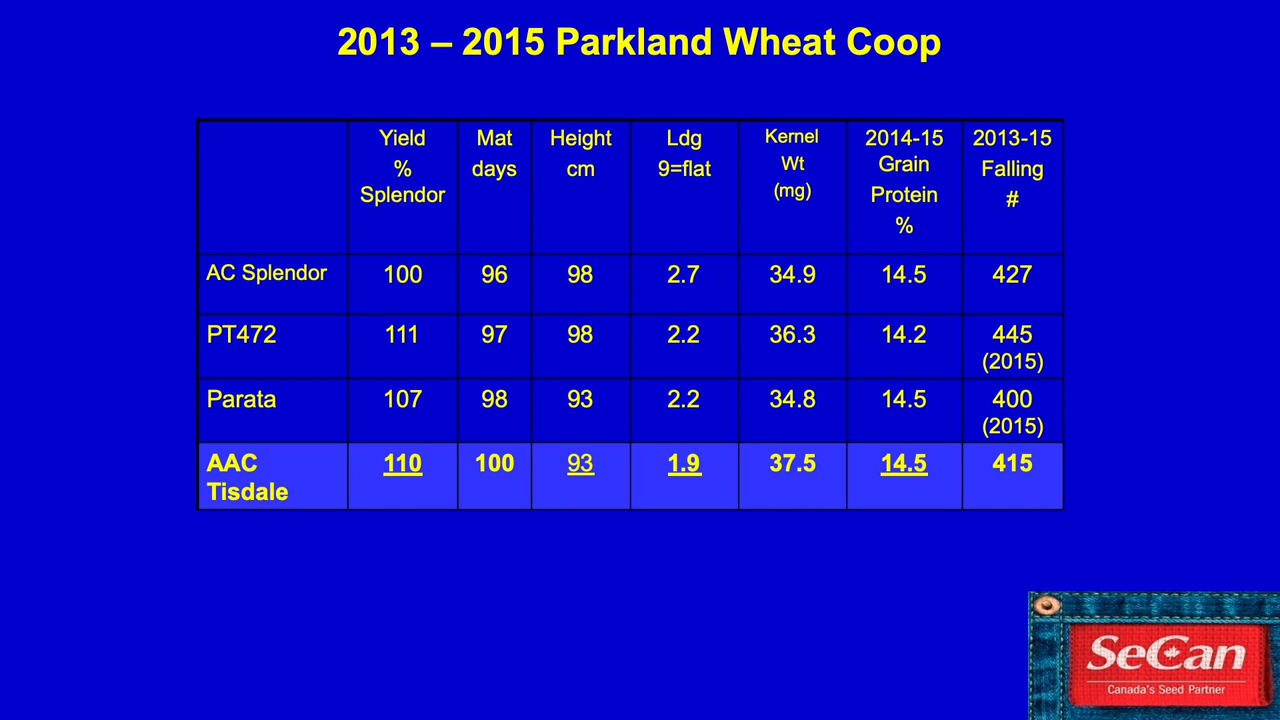 2013 – 2015 Parkland Wheat Coop
Yield % Splendor
Mat days
Height cm
Ldg 9=flat
Kernel Wt (mg)
2014-15 Grain Protein %
2013-15 Falling #
AC Splendor 100 96 98 2.7 34.9 14.5 427
PT472 111 97 98 2.2 36.3 14.2 445 (2015)
Parata 107 98 93 2.2 34.8 14.5 400 (2015)
AAC Tisdale 110 100 93 1.9 37.5 14.5 415
SeCan
Canada's Seed Partner